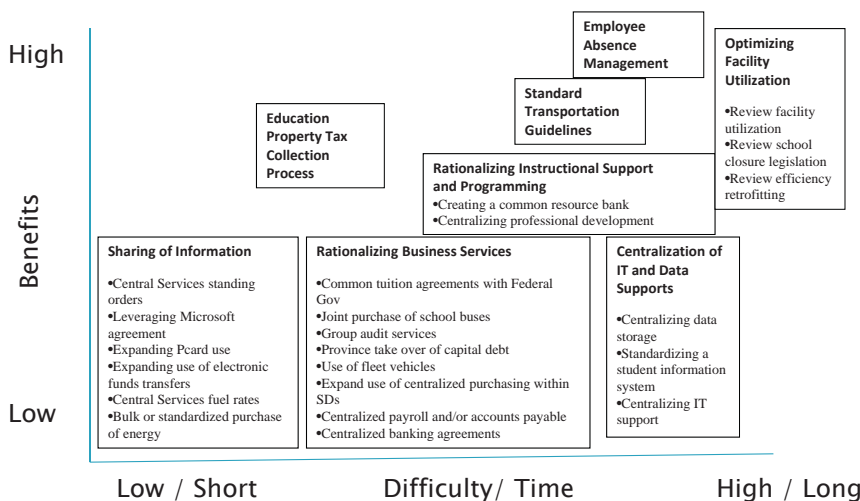 High
Benefits
Low
Employee
Absence
Management
Optimizing
Facility
Utilization
•Review facility
utilization
•Review school
closure legislation
•Review efficiency
retrofitting
Standard
Transportation
Guidelines
Education
Property Tax
Collection
Process
Rationalizing Instructional Support
and Programming
•Creating a common resource bank
•Centralizing professional development
Sharing of Information
•Central Services standing
orders
•Leveraging Microsoft
agreement
•Expanding Pcard use
•Expanding use of electronic
funds transfers
•Central Services fuel rates
•Bulk or standardized purchase
of energy
Rationalizing Business Services
•Common tuition agreements with Federal
Gov
•Joint purchase of school buses
•Group audit services
•Province take over of capital debt
•Use of fleet vehicles
•Expand use of centralized purchasing within
SDs
•Centralized payroll and/or accounts payable
•Centralized banking agreements
Centralization of
IT and Data
Supports
•Centralizing data
storage
•Standardizing a
student information
system
•Centralizing IT
support
Low / Short
Difficulty/ Time
High / Long